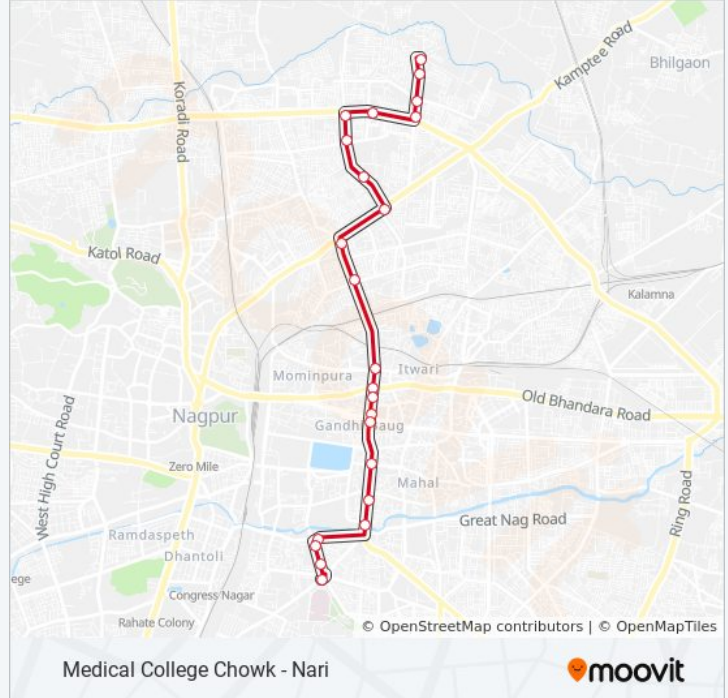 Kamptee Road
Bhilgaon
Koradi Road
Katol Road
Kalamna
Mominpura
Itwari
Old Bhandara Road
Nagpur
Gandhibaug
West High Court Road
Zero Mile
Mahal
Ring Road
Great Nag Road
Ramdaspeth
Dhantoli
ege
Congress Nagar
Rahate Colony
© OpenStreetMap contributors | © OpenMapTiles
Medical College Chowk - Nari
moovit